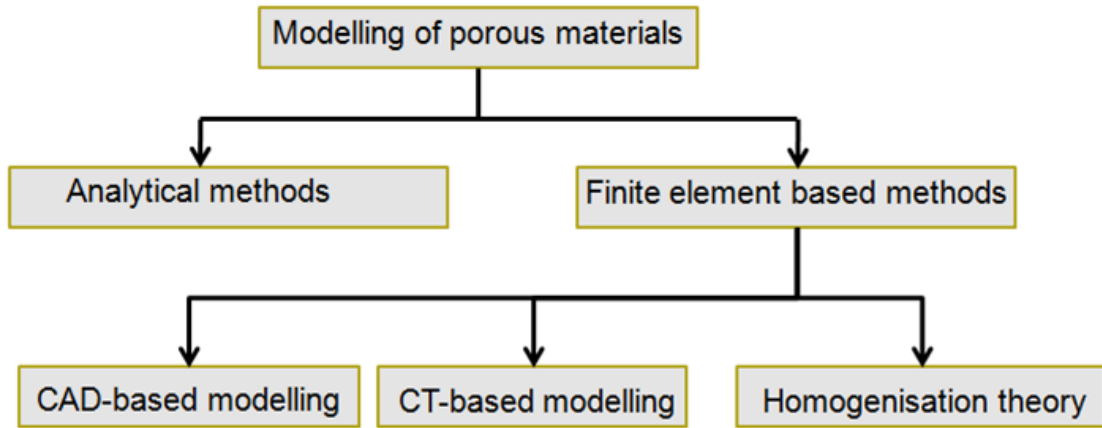 Modelling of porous materials
Analytical methods
Finite element based methods
CAD-based modelling
CT-based modelling
Homogenisation theory